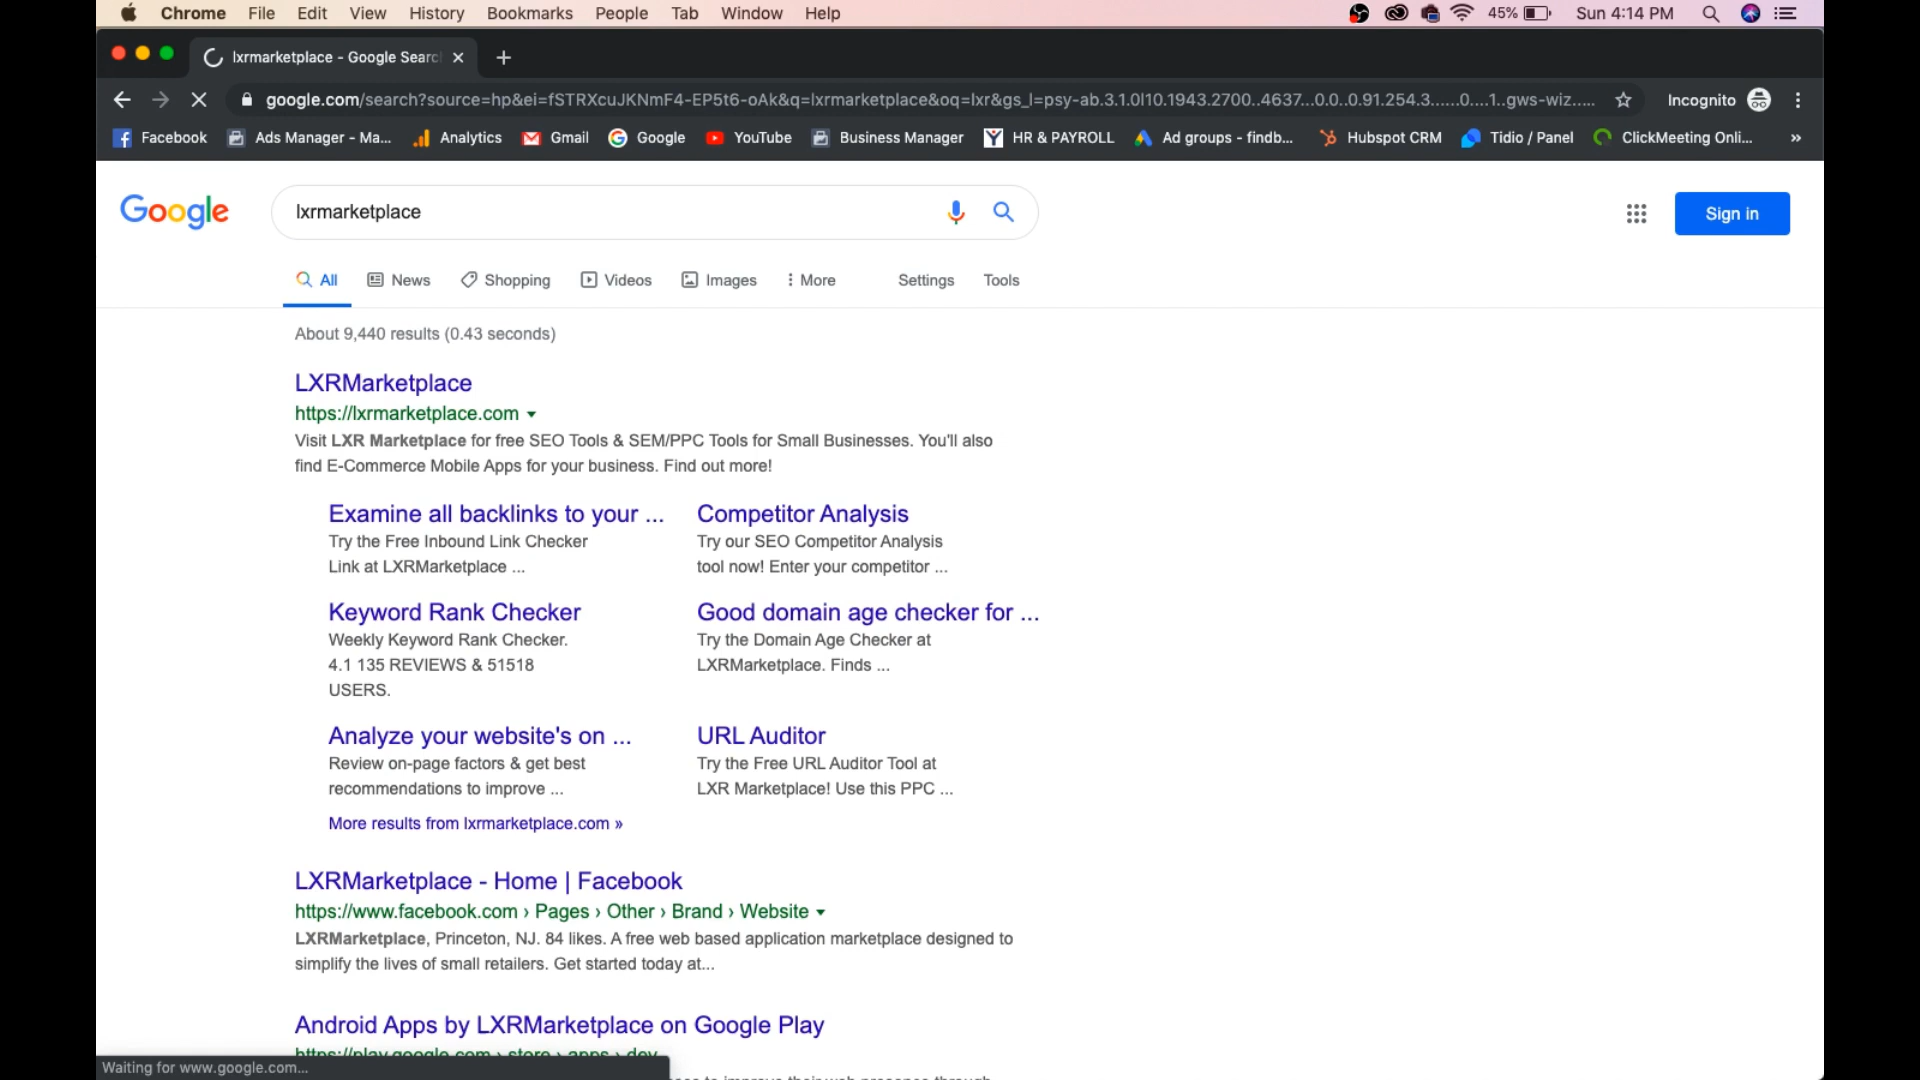 Chrome File Edit View History Bookmarks People Tab Window Help 45% Sun 4:14 PM
lxrmarketplace - Google Searc
google.com/search?source=hp&ei=fSTRXcuJKNmF4-EP5t6-oAk&q=lxrmarketplace&oq=lxr&gs_l=psy-ab.3.1.0l10.1943.2700..4637...0.0..0.91.254.3......0....1..gws-wiz..... Incognito
Facebook Ads Manager - Ma... Analytics Gmail Google YouTube Business Manager HR & PAYROLL Ad groups - findb... Hubspot CRM Tidio / Panel ClickMeeting Onli... »
Google lxrmarketplace Sign in
All News Shopping Videos Images More Settings Tools
About 9,440 results (0.43 seconds)
LXRMarketplace
https://lxrmarketplace.com
Visit LXR Marketplace for free SEO Tools & SEM/PPC Tools for Small Businesses. You'll also
find E-Commerce Mobile Apps for your business. Find out more!
Examine all backlinks to your ...
Try the Free Inbound Link Checker
Link at LXRMarketplace ...
Competitor Analysis
Try our SEO Competitor Analysis
tool now! Enter your competitor ...
Keyword Rank Checker
Weekly Keyword Rank Checker.
4.1 135 REVIEWS & 51518
USERS.
Good domain age checker for ...
Try the Domain Age Checker at
LXRMarketplace. Finds ...
Analyze your website's on ...
Review on-page factors & get best
recommendations to improve ...
URL Auditor
Try the Free URL Auditor Tool at
LXR Marketplace! Use this PPC ...
More results from lxrmarketplace.com »
LXRMarketplace - Home | Facebook
https://www.facebook.com › Pages › Other › Brand › Website
LXRMarketplace, Princeton, NJ. 84 likes. A free web based application marketplace designed to
simplify the lives of small retailers. Get started today at...
Android Apps by LXRMarketplace on Google Play
https://play.google.com › store › apps › dev
Waiting for www.google.com...
to improve their web presence through